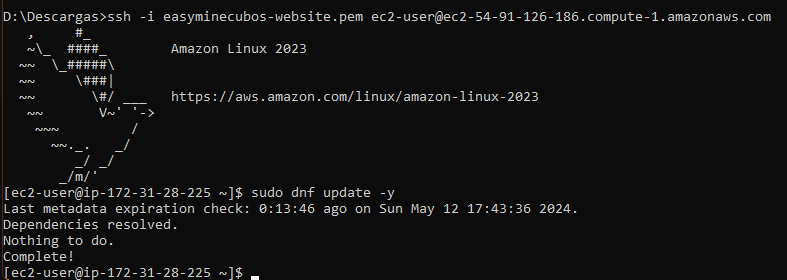 D:\Descargas>ssh -i easyminecubos-website.pem ec2-user@ec2-54-91-126-186.compute-1.amazonaws.com
   ,     #_
   ~\_  ####_        Amazon Linux 2023
  ~~  \_#####\
  ~~     \###|
  ~~       \#/ ___   https://aws.amazon.com/linux/amazon-linux-2023
   ~~       V~' '->
    ~~~         /
      ~~._.   _/
         _/ _/
       _/m/'
[ec2-user@ip-172-31-28-225 ~]$ sudo dnf update -y
Last metadata expiration check: 0:13:46 ago on Sun May 12 17:43:36 2024.
Dependencies resolved.
Nothing to do.
Complete!
[ec2-user@ip-172-31-28-225 ~]$